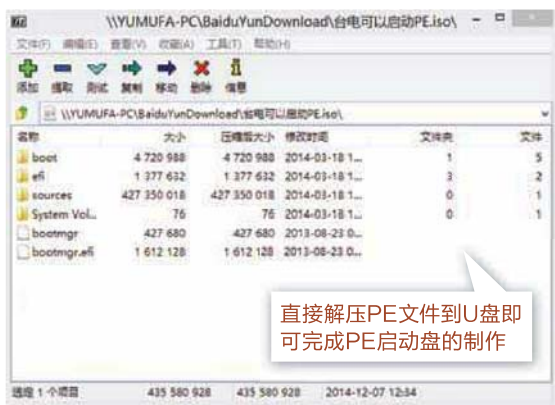 \\YUMUFA-PC\BaiduYunDownload\台电可以启动PE.iso\
文件(F) 编辑(E) 查看(V) 收藏(A) 工具(T) 帮助(H)
添加 提取 测试 复制 移动 删除 信息
\\YUMUFA-PC\BaiduYunDownload\台电可以启动PE.iso\
名称 大小 压缩后大小 修改时间 文件夹 文件
boot 4 720 988 4 720 988 2014-03-18 1... 1 5
efi 1 377 632 1 377 632 2014-03-18 1... 3 2
sources 427 350 018 427 350 018 2014-03-18 1... 0 1
System Vol... 76 76 2014-03-18 1... 0 1
bootmgr 427 680 427 680 2013-08-23 0...
bootmgr.efi 1 612 128 1 612 128 2013-08-23 0...
直接解压PE文件到U盘即
可完成PE启动盘的制作
选定 1 个项目 435 580 928 435 580 928 2014-12-07 12:34